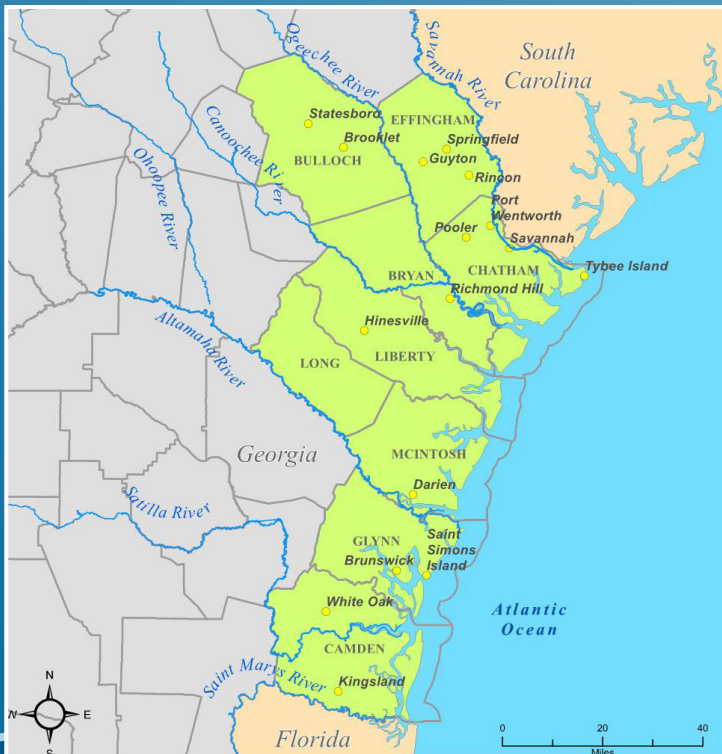 South
Carolina
Ogeechee River
Savannah River
Statesboro
EFFINGHAM
Canoochee River
Brooklet
Springfield
BULLOCH
Guyton
Ohoopee River
Rincon
Port
Wentworth
Pooler
Savannah
BRYAN
CHATHAM
Tybee Island
Richmond Hill
Altamaha River
Hinesville
LIBERTY
LONG
Georgia
MCINTOSH
Darien
Satilla River
GLYNN
Saint
Simons
Island
Brunswick
White Oak
Atlantic
Ocean
CAMDEN
Saint Marys River
Kingsland
N
W
E
S
Florida
0 20 40
Miles